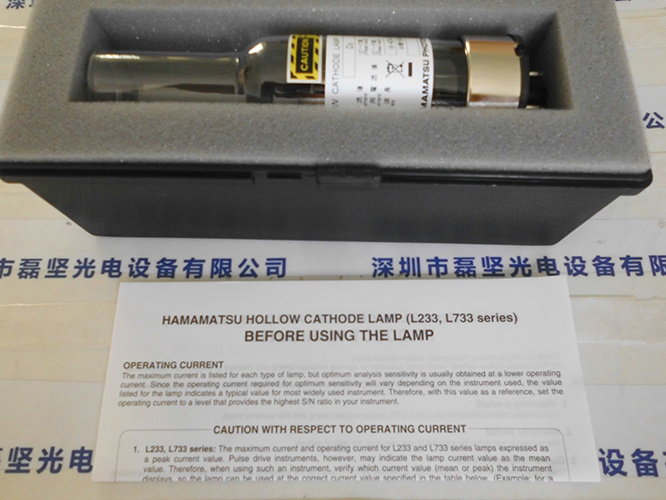 CAUTION
CATHODE LAMP
HAMAMATSU PHOTO
市磊坚光电设备有限公司
深圳市磊坚光电设备有限
HAMAMATSU HOLLOW CATHODE LAMP (L233, L733 series)
BEFORE USING THE LAMP
OPERATING CURRENT
The maximum current is listed for each type of lamp, but optimum analysis sensitivity is usually obtained at a lower operating
current. Since the operating current required for optimum sensitivity will vary depending on the instrument used, the value
listed for the lamp indicates a typical value for most widely used instrument. Therefore, with this value as a reference, set the
operating current to a level that provides the highest S/N ratio in your instrument.
CAUTION WITH RESPECT TO OPERATING CURRENT
1. L233, L733 series: The maximum current and operating current for L233 and L733 series lamps expressed as
a peak current value. Pulse drive instruments, however, may indicate the lamp current value as the mean
value. Therefore, when using such an instrument, verify which current value (mean or peak) the instrument
displays, so the lamp can be used at the correct current value specified in the table below. (Example: for a
磊坚光电
有限公司